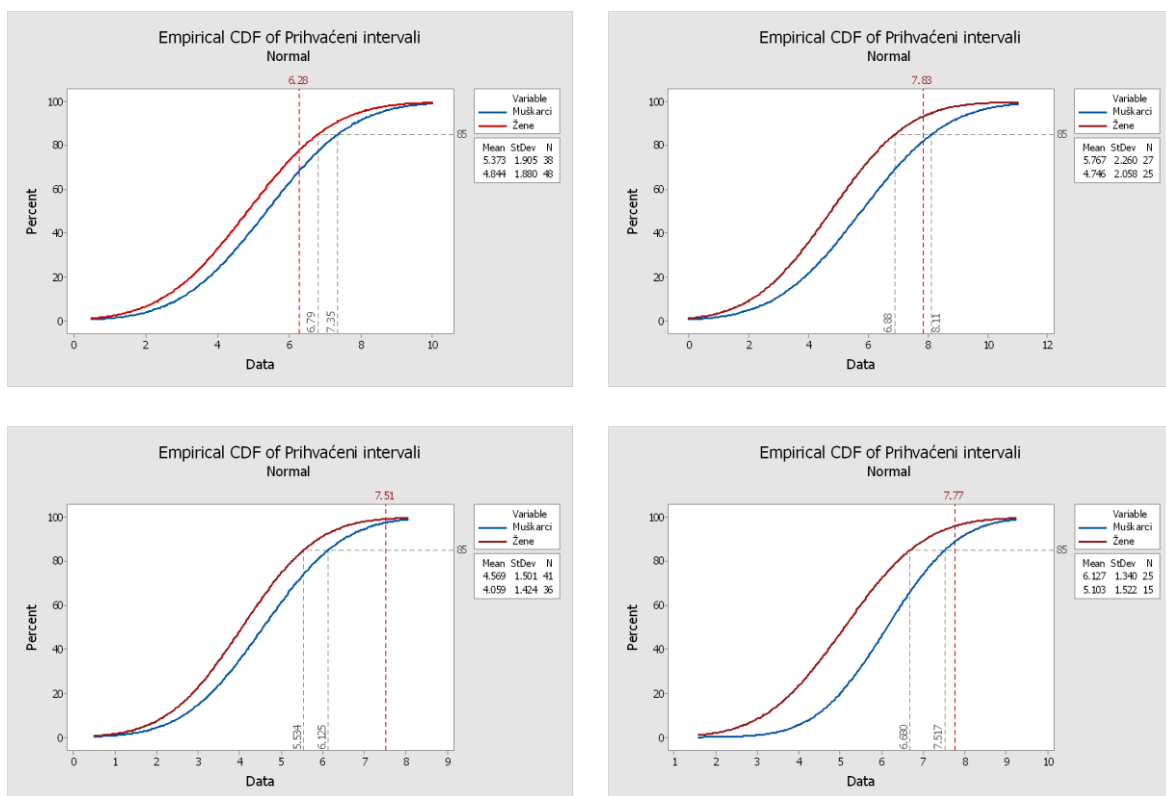 Empirical CDF of Prihvaćeni intervali
Normal
6.28
100
80
60
40
20
0
Percent
85
6.79
7.35
0 2 4 6 8 10
Data
Variable
Muškarci
Žene
Mean StDev N
5.373 1.905 38
4.844 1.880 48
Empirical CDF of Prihvaćeni intervali
Normal
7.83
100
80
60
40
20
0
Percent
85
6.88
8.11
0 2 4 6 8 10 12
Data
Variable
Muškarci
Žene
Mean StDev N
5.767 2.260 27
4.746 2.058 25
Empirical CDF of Prihvaćeni intervali
Normal
7.51
100
80
60
40
20
0
Percent
85
5.534
6.125
0 1 2 3 4 5 6 7 8 9
Data
Variable
Muškarci
Žene
Mean StDev N
4.569 1.501 41
4.059 1.424 36
Empirical CDF of Prihvaćeni intervali
Normal
7.77
100
80
60
40
20
0
Percent
85
6.680
7.517
1 2 3 4 5 6 7 8 9 10
Data
Variable
Muškarci
Žene
Mean StDev N
6.127 1.340 25
5.103 1.522 15